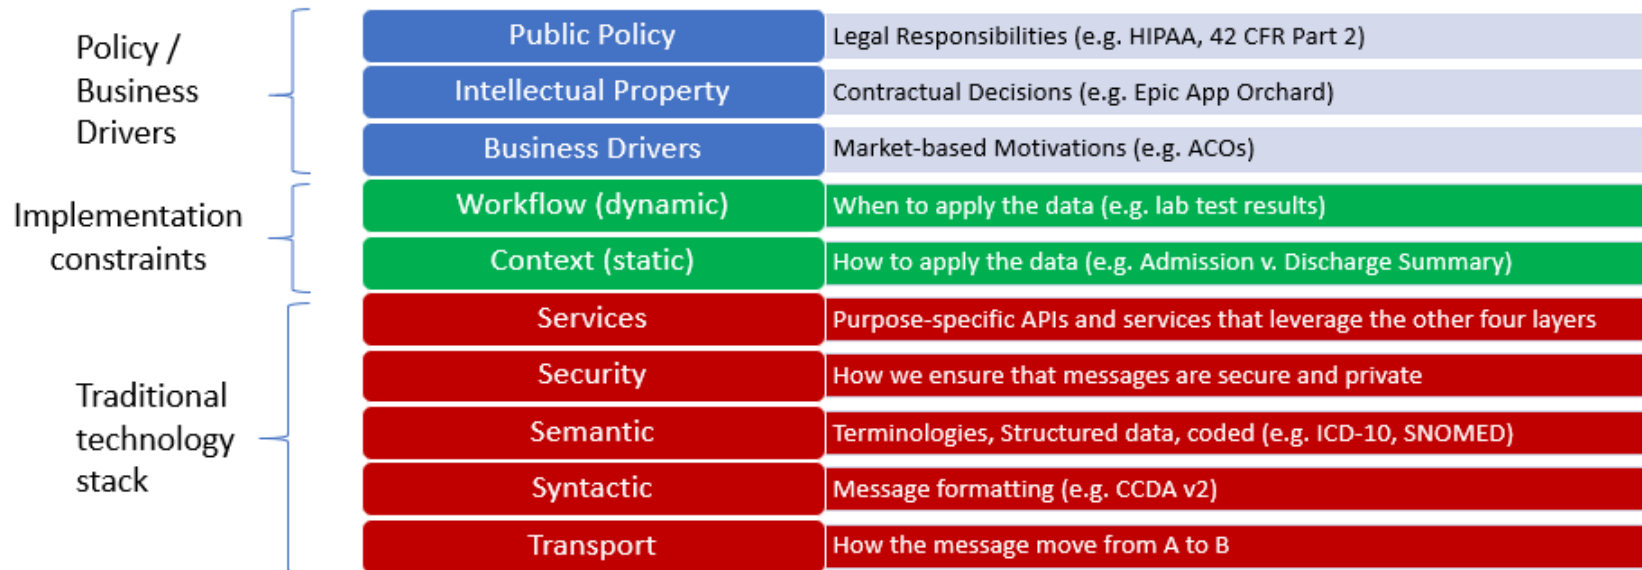 Policy /
Business
Drivers
Public Policy
Legal Responsibilities (e.g. HIPAA, 42 CFR Part 2)
Intellectual Property
Contractual Decisions (e.g. Epic App Orchard)
Business Drivers
Market-based Motivations (e.g. ACOs)
Implementation
constraints
Workflow (dynamic)
When to apply the data (e.g. lab test results)
Context (static)
How to apply the data (e.g. Admission v. Discharge Summary)
Traditional
technology
stack
Services
Purpose-specific APIs and services that leverage the other four layers
Security
How we ensure that messages are secure and private
Semantic
Terminologies, Structured data, coded (e.g. ICD-10, SNOMED)
Syntactic
Message formatting (e.g. CCDA v2)
Transport
How the message move from A to B